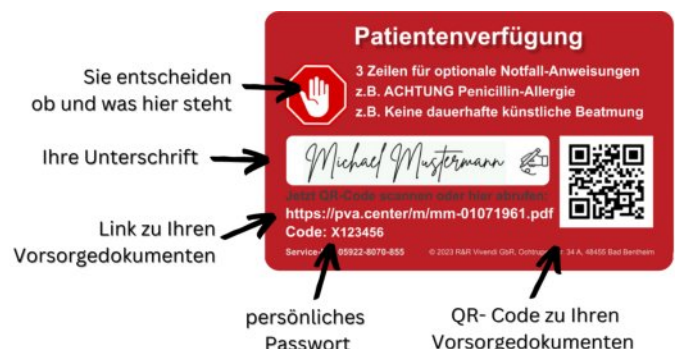 Patientenverfügung
Sie entscheiden
ob und was hier steht
3 Zeilen für optionale Notfall-Anweisungen
z.B. ACHTUNG Penicillin-Allergie
z.B. Keine dauerhafte künstliche Beatmung
Ihre Unterschrift
Michael Mustermann
Jetzt QR-Code scannen oder hier abrufen:
https://pva.center/m/mm-01071961.pdf
Code: X123456
Link zu Ihren
Vorsorgedokumenten
05922-8070-855 © 2023 R&R Vivendi GbR, 34 A, 48455 Bad Bentheim
persönliches
Passwort
QR- Code zu Ihren
Vorsorgedokumenten